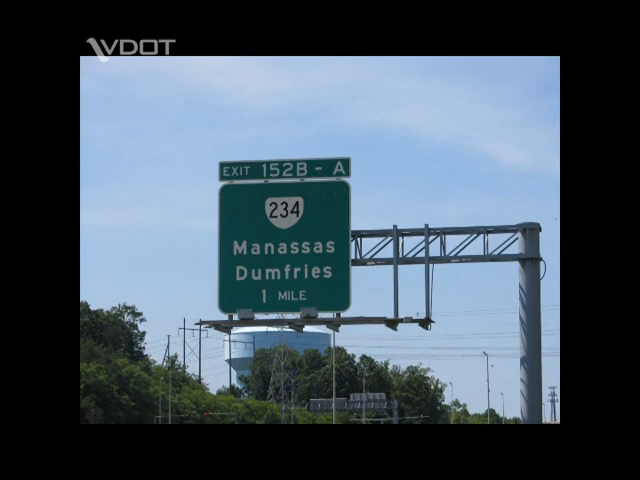 VDOT
EXIT 152B - A
234
Manassas
Dumfries
1 MILE